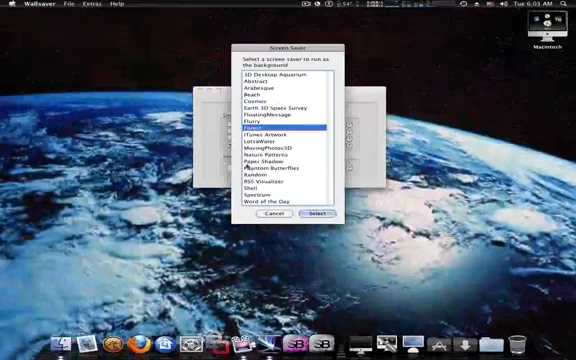 Wallsaver File Extras Help
Tue 6:03 AM
Macintosh
Screen Saver
Select a screen saver to run as
the background
3D Desktop Aquarium
Abstract
Arabesque
Beach
Cosmos
Earth 3D Space Survey
FloatingMessage
Flurry
Forest
iTunes Artwork
LotsaWater
MovingPhotos3D
Nature Patterns
Paper Shadow
Phantom Butterflies
Random
RSS Visualizer
Shell
Spectrum
Word of the Day
Cancel Select